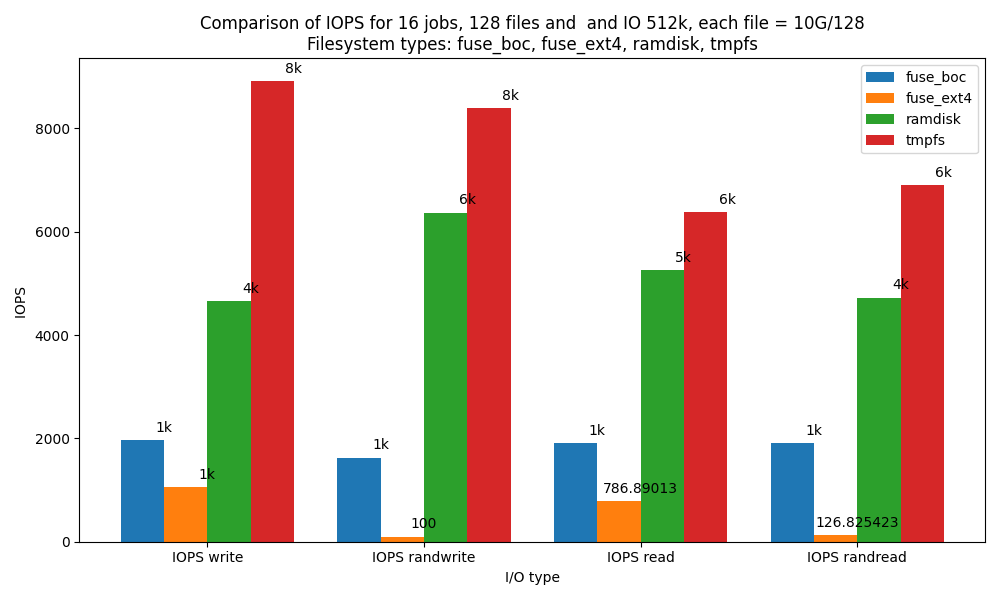 Comparison of IOPS for 16 jobs, 128 files and  and IO 512k, each file = 10G/128
Filesystem types: fuse_boc, fuse_ext4, ramdisk, tmpfs
fuse_boc
fuse_ext4
ramdisk
tmpfs
IOPS
8000
6000
4000
2000
0
1k
1k
4k
8k
1k
100
6k
8k
1k
786.89013
5k
6k
1k
126.825423
4k
6k
IOPS write
IOPS randwrite
IOPS read
IOPS randread
I/O type